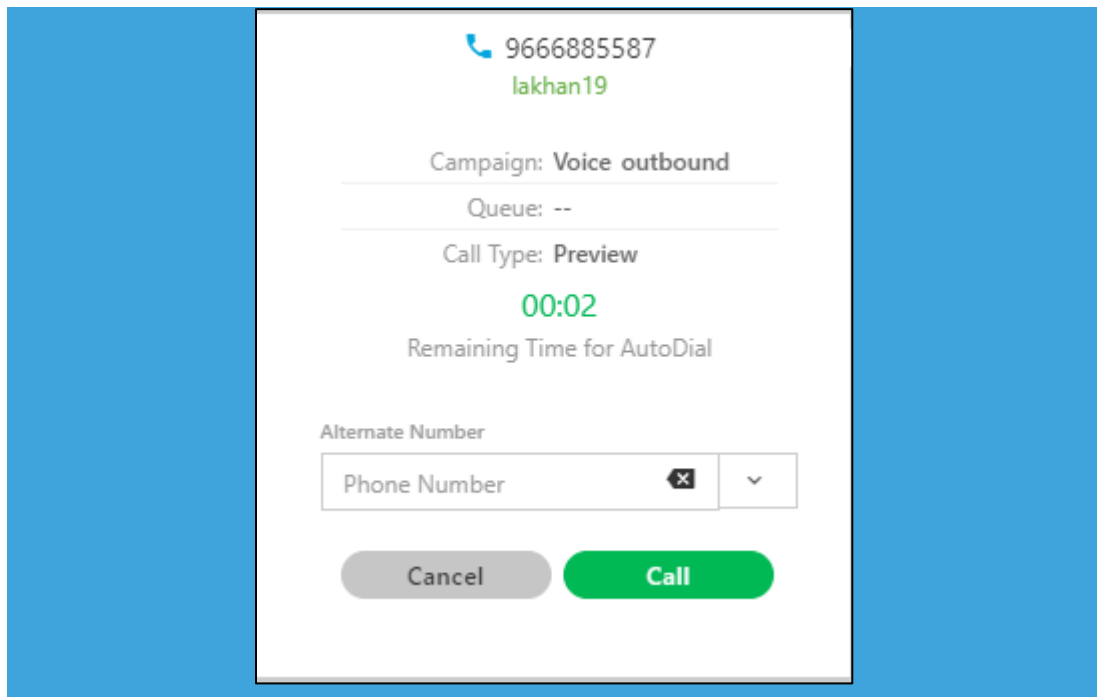 9666885587
lakhan19
Campaign: Voice outbound
Queue: --
Call Type: Preview
00:02
Remaining Time for AutoDial
Alternate Number
Phone Number
Cancel Call